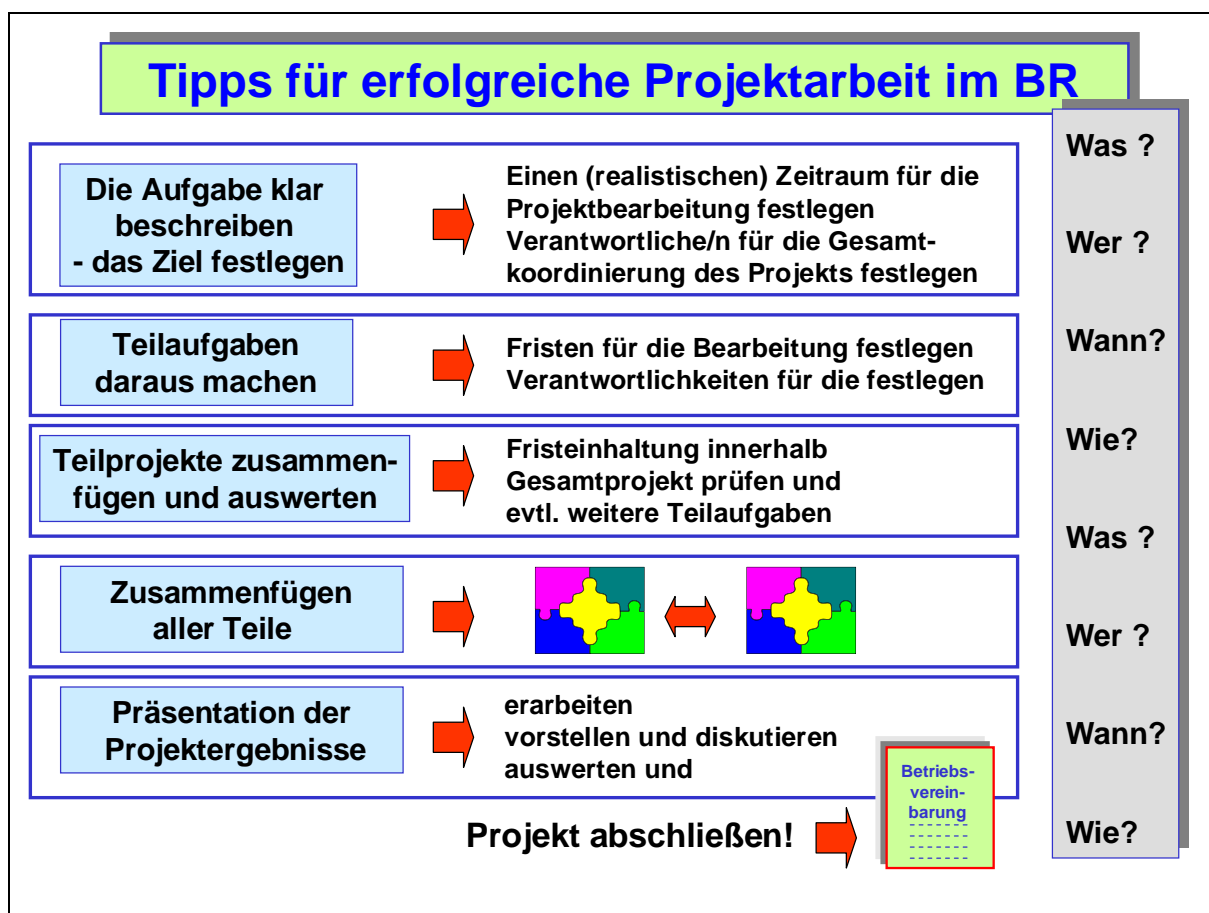 Tipps für erfolgreiche Projektarbeit im BR
Die Aufgabe klar
beschreiben
- das Ziel festlegen
Einen (realistischen) Zeitraum für die
Projektbearbeitung festlegen
Verantwortliche/n für die Gesamt-
koordinierung des Projekts festlegen
Teilaufgaben
daraus machen
Fristen für die Bearbeitung festlegen
Verantwortlichkeiten für die festlegen
Teilprojekte zusammen-
fügen und auswerten
Fristeinhaltung innerhalb
Gesamtprojekt prüfen und
evtl. weitere Teilaufgaben
Zusammenfügen
aller Teile
Präsentation der
Projektergebnisse
erarbeiten
vorstellen und diskutieren
auswerten und
Projekt abschließen!
Betriebs-
verein-
barung
Was ?
Wer ?
Wann?
Wie?
Was ?
Wer ?
Wann?
Wie?